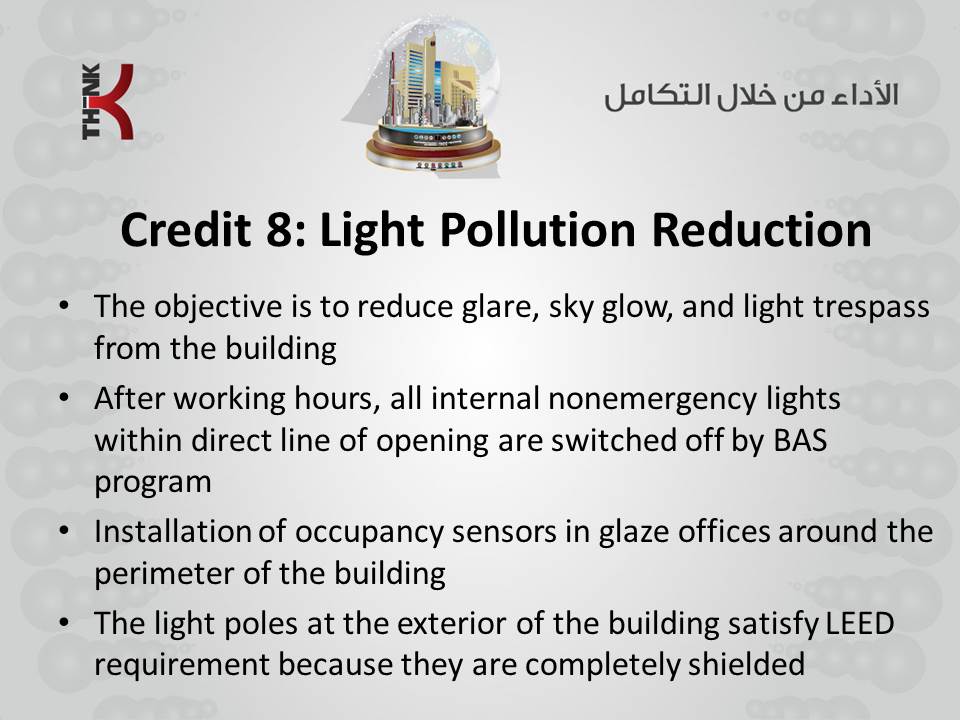 THINK
الأداء من خلال التكامل
Credit 8: Light Pollution Reduction
• The objective is to reduce glare, sky glow, and light trespass
from the building
• After working hours, all internal nonemergency lights
within direct line of opening are switched off by BAS
program
• Installation of occupancy sensors in glaze offices around the
perimeter of the building
• The light poles at the exterior of the building satisfy LEED
requirement because they are completely shielded